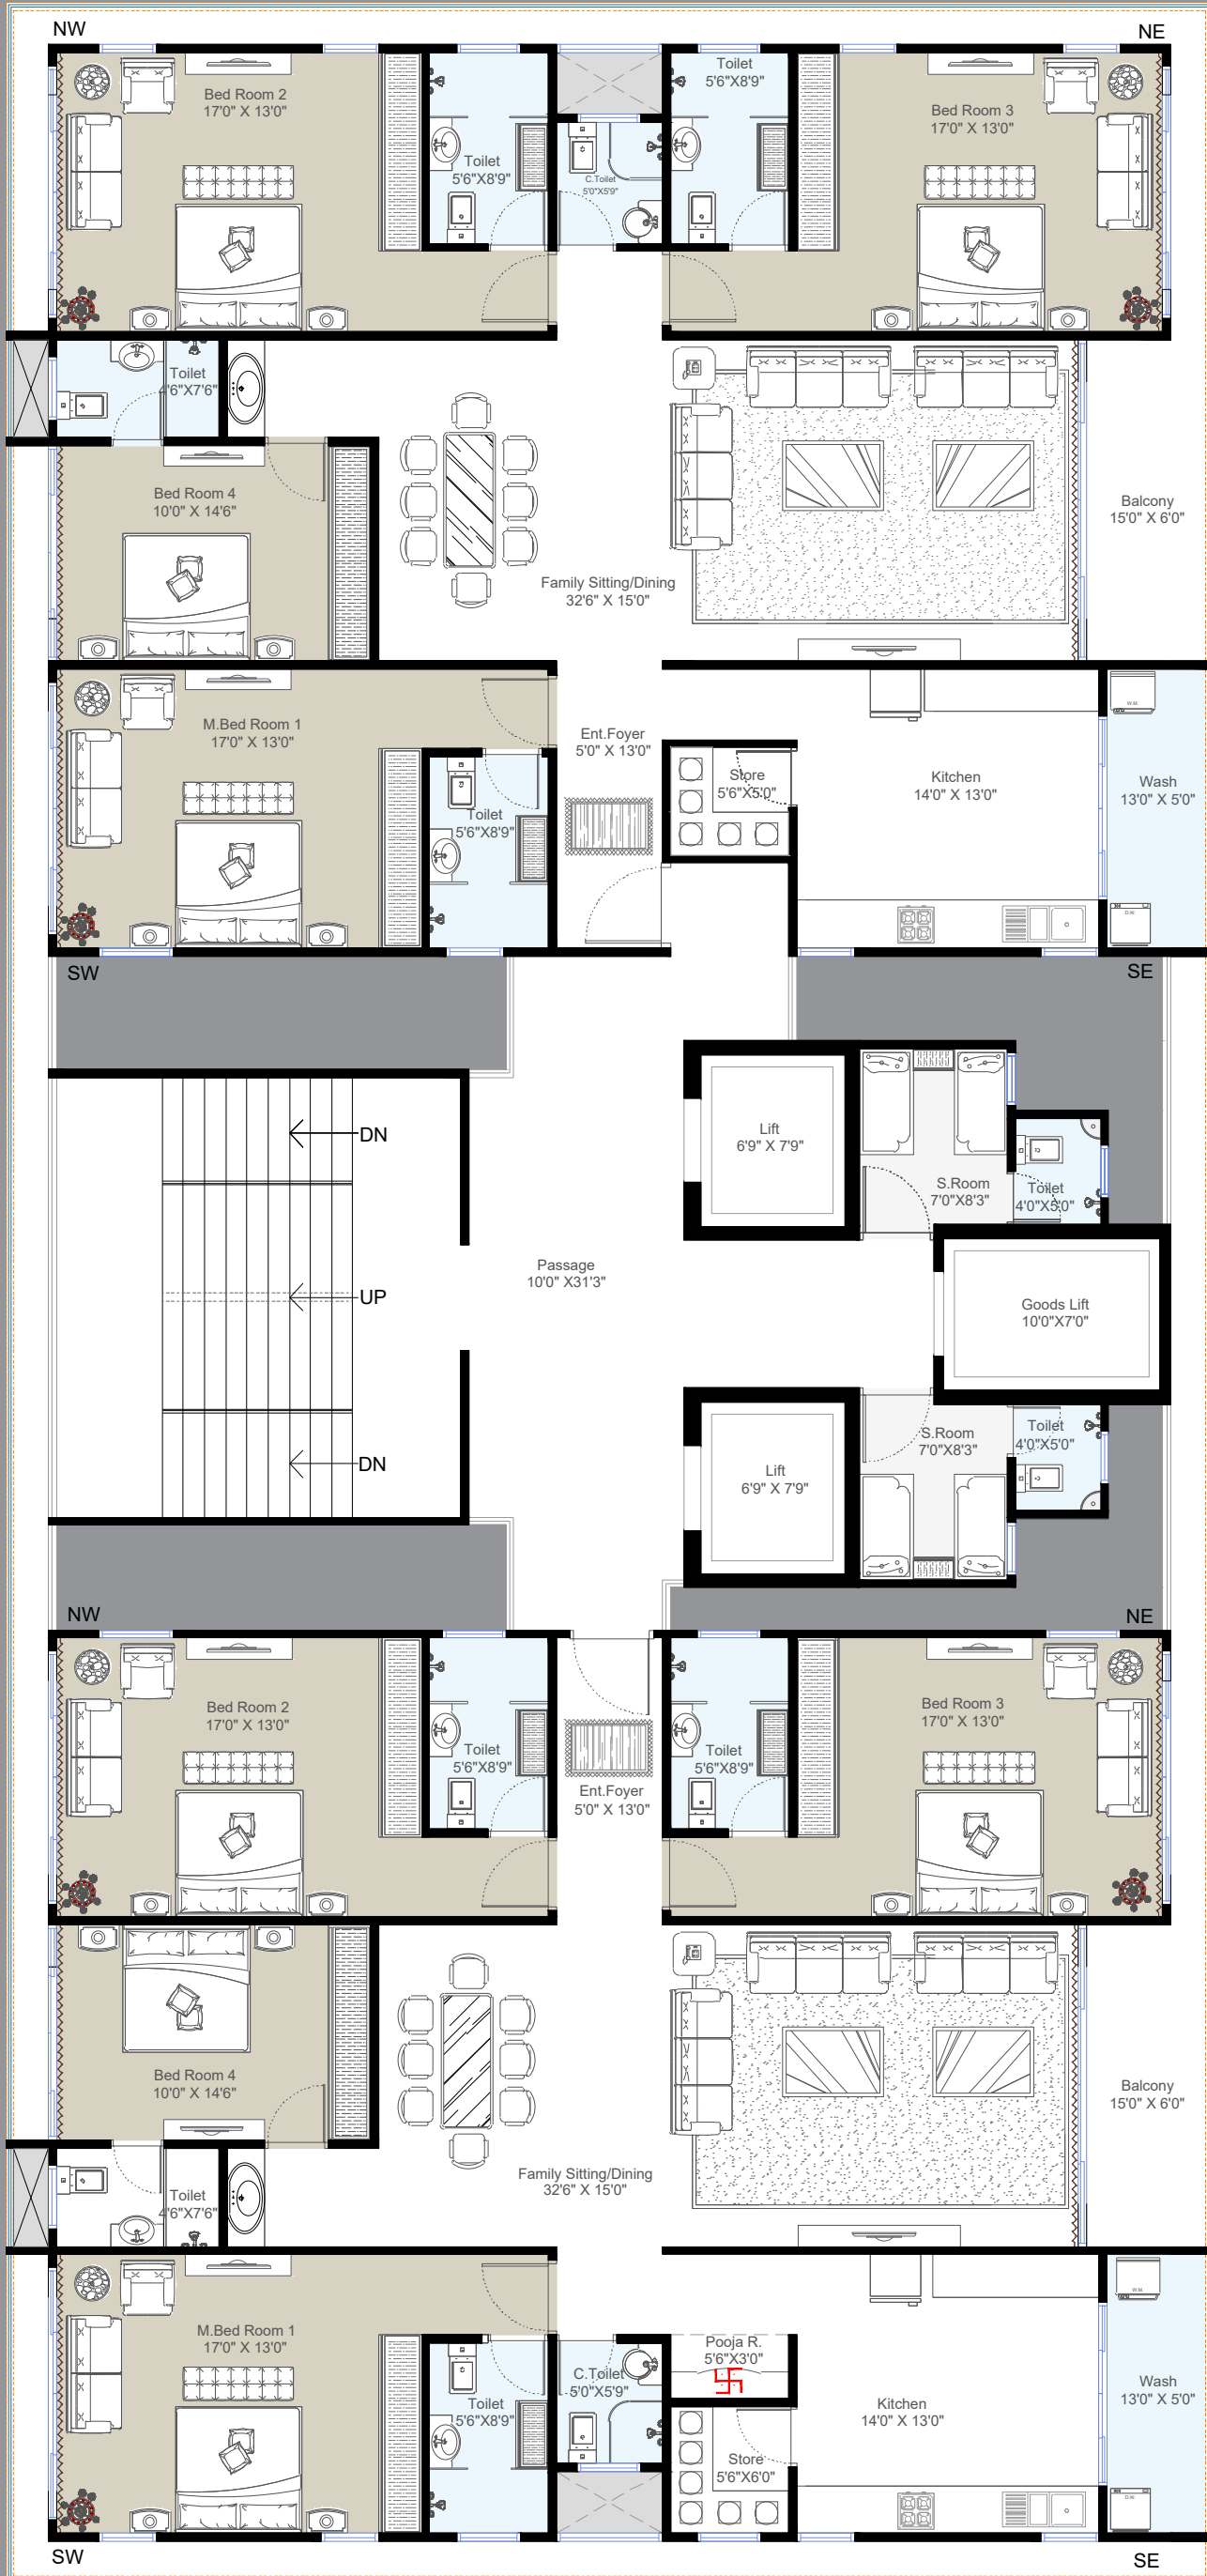 NW
NE
Bed Room 2
17'0" X 13'0"
Toilet
5'6"X8'9"
C.Toilet
5'0"X5'9"
Toilet
5'6"X8'9"
Bed Room 3
17'0" X 13'0"
Toilet
4'6"X7'6"
Bed Room 4
10'0" X 14'6"
Family Sitting/Dining
32'6" X 15'0"
Balcony
15'0" X 6'0"
M.Bed Room 1
17'0" X 13'0"
Toilet
5'6"X8'9"
Ent.Foyer
5'0" X 13'0"
Store
5'6"X5'0"
Kitchen
14'0" X 13'0"
W.M.
Wash
13'0" X 5'0"
D.W.
SW
SE
DN
UP
DN
Lift
6'9" X 7'9"
S.Room
7'0"X8'3"
Toilet
4'0"X5'0"
Passage
10'0" X31'3"
Goods Lift
10'0"X7'0"
Lift
6'9" X 7'9"
S.Room
7'0"X8'3"
Toilet
4'0"X5'0"
NW
NE
Bed Room 2
17'0" X 13'0"
Toilet
5'6"X8'9"
Ent.Foyer
5'0" X 13'0"
Toilet
5'6"X8'9"
Bed Room 3
17'0" X 13'0"
Bed Room 4
10'0" X 14'6"
Toilet
4'6"X7'6"
Family Sitting/Dining
32'6" X 15'0"
Balcony
15'0" X 6'0"
M.Bed Room 1
17'0" X 13'0"
Toilet
5'6"X8'9"
C.Toilet
5'0"X5'9"
Pooja R.
5'6"X3'0"
Store
5'6"X6'0"
Kitchen
14'0" X 13'0"
W.M.
Wash
13'0" X 5'0"
D.W.
SW
SE